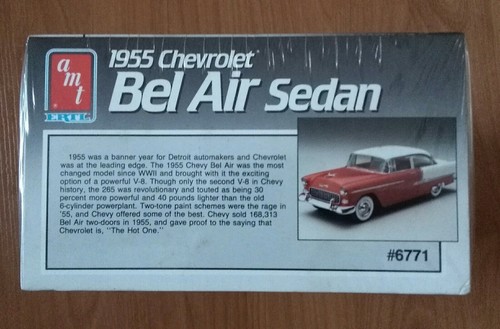 amt
ERTL
1955 Chevrolet
Bel Air Sedan
1955 was a banner year for Detroit automakers and Chevrolet
was at the leading edge. The 1955 Chevy Bel Air was the most
changed model since WWII and brought with it the exciting
option of a powerful V-8. Though only the second V-8 in Chevy
history, the 265 was revolutionary and touted as being 30
percent more powerful and 40 pounds lighter than the old
6-cylinder powerplant. Two-tone paint schemes were the rage in
'55, and Chevy offered some of the best. Chevy sold 168,313
Bel Air two-doors in 1955, and gave proof to the saying that
Chevrolet is, "The Hot One."
#6771